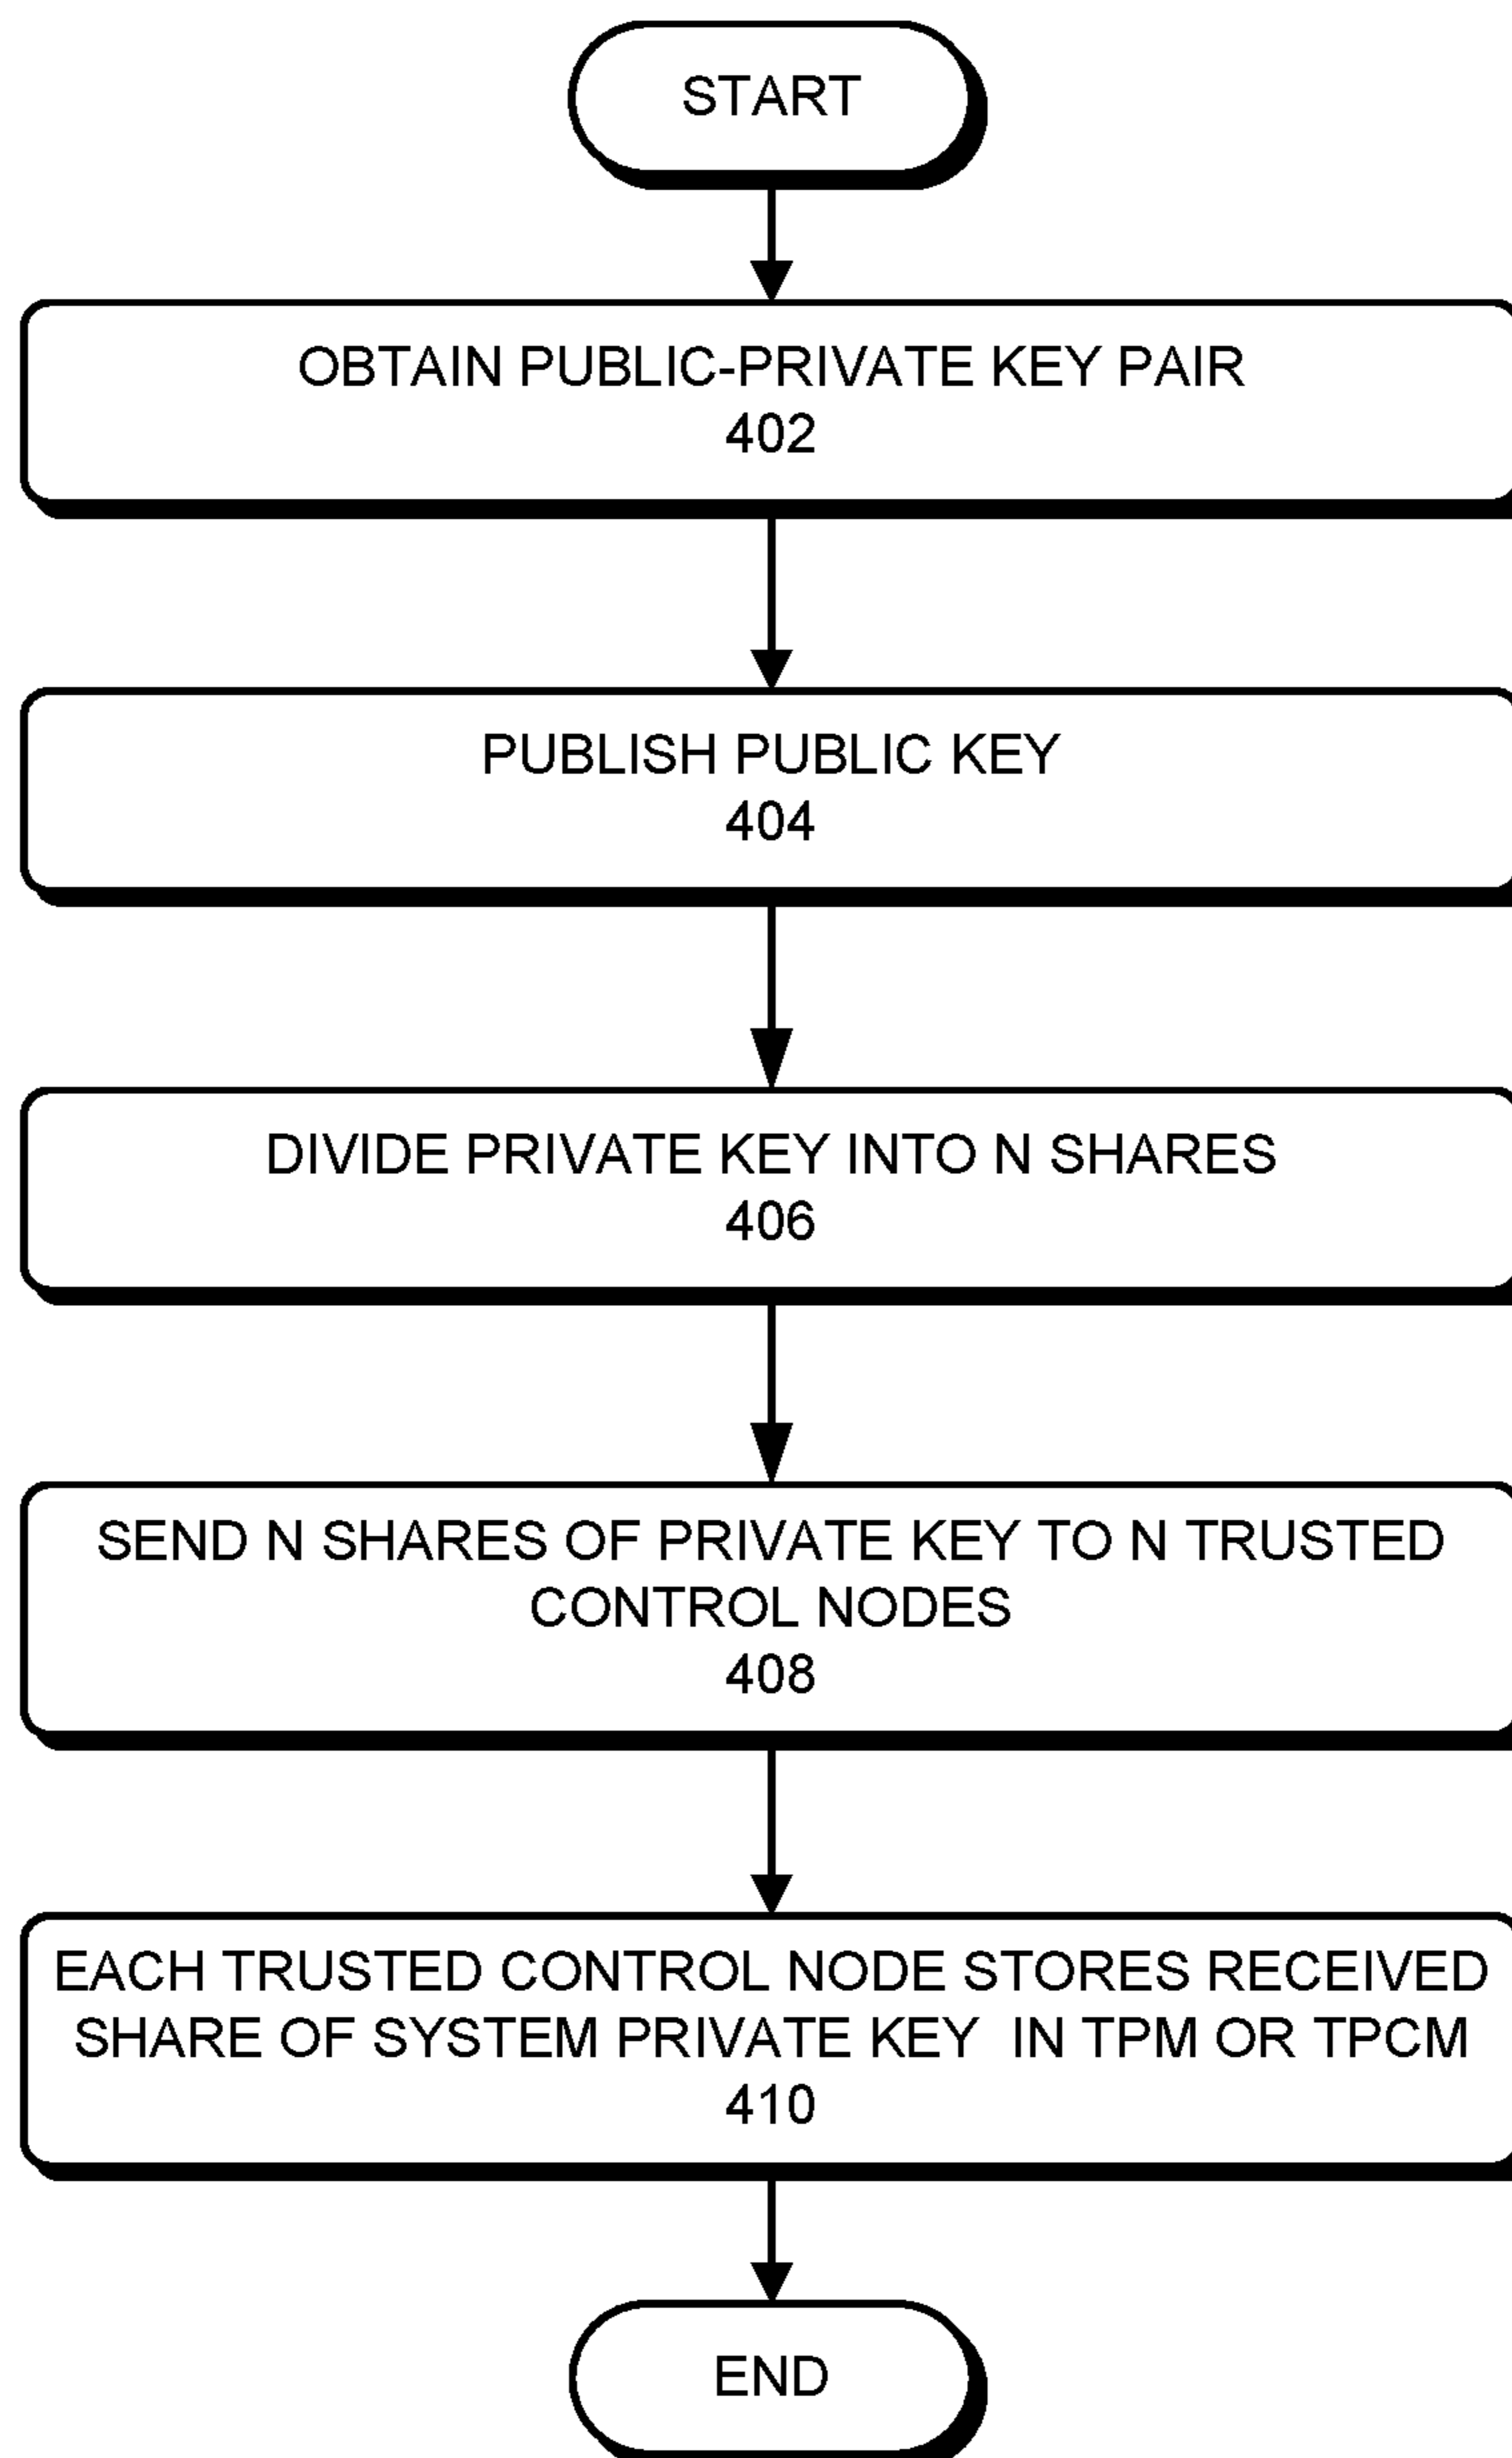 START
OBTAIN PUBLIC-PRIVATE KEY PAIR
402
PUBLISH PUBLIC KEY
404
DIVIDE PRIVATE KEY INTO N SHARES
406
SEND N SHARES OF PRIVATE KEY TO N TRUSTED
CONTROL NODES
408
EACH TRUSTED CONTROL NODE STORES RECEIVED
SHARE OF SYSTEM PRIVATE KEY IN TPM OR TPCM
410
END